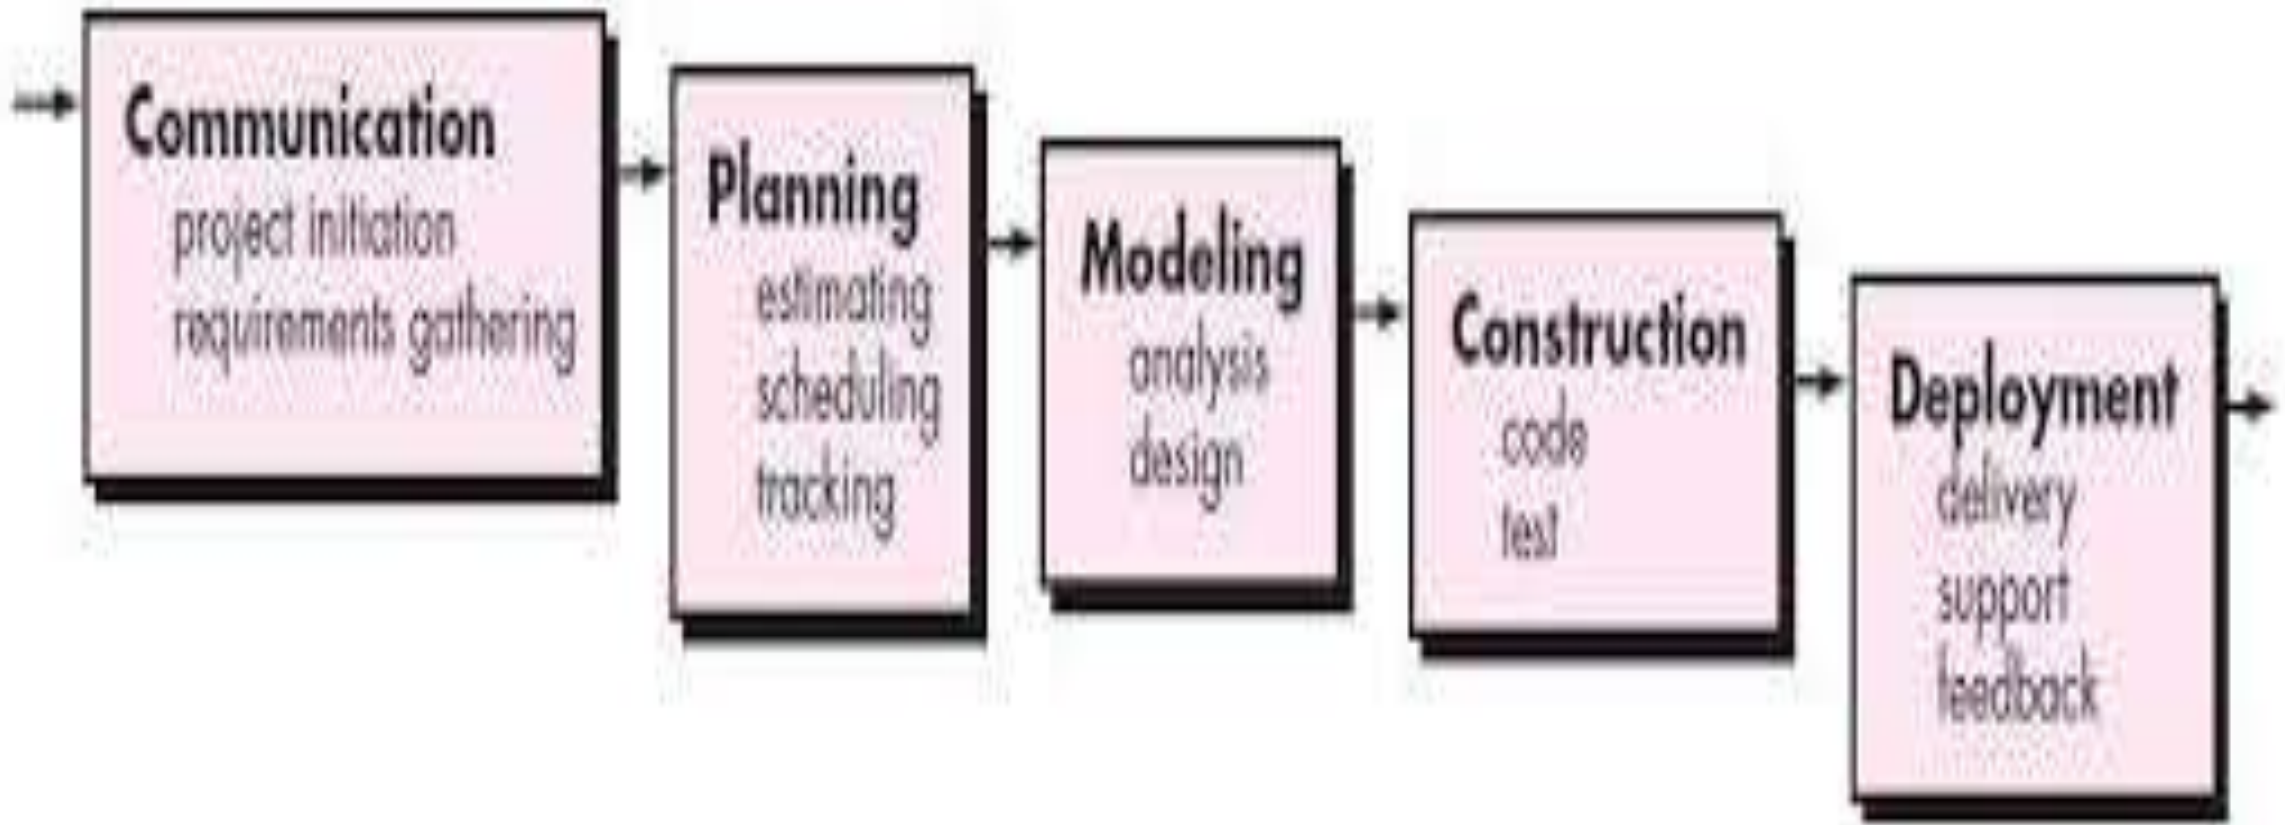 Communication
project initiation
requirements gathering
Planning
estimating
scheduling
tracking
Modeling
analysis
design
Construction
code
test
Deployment
delivery
support
feedback